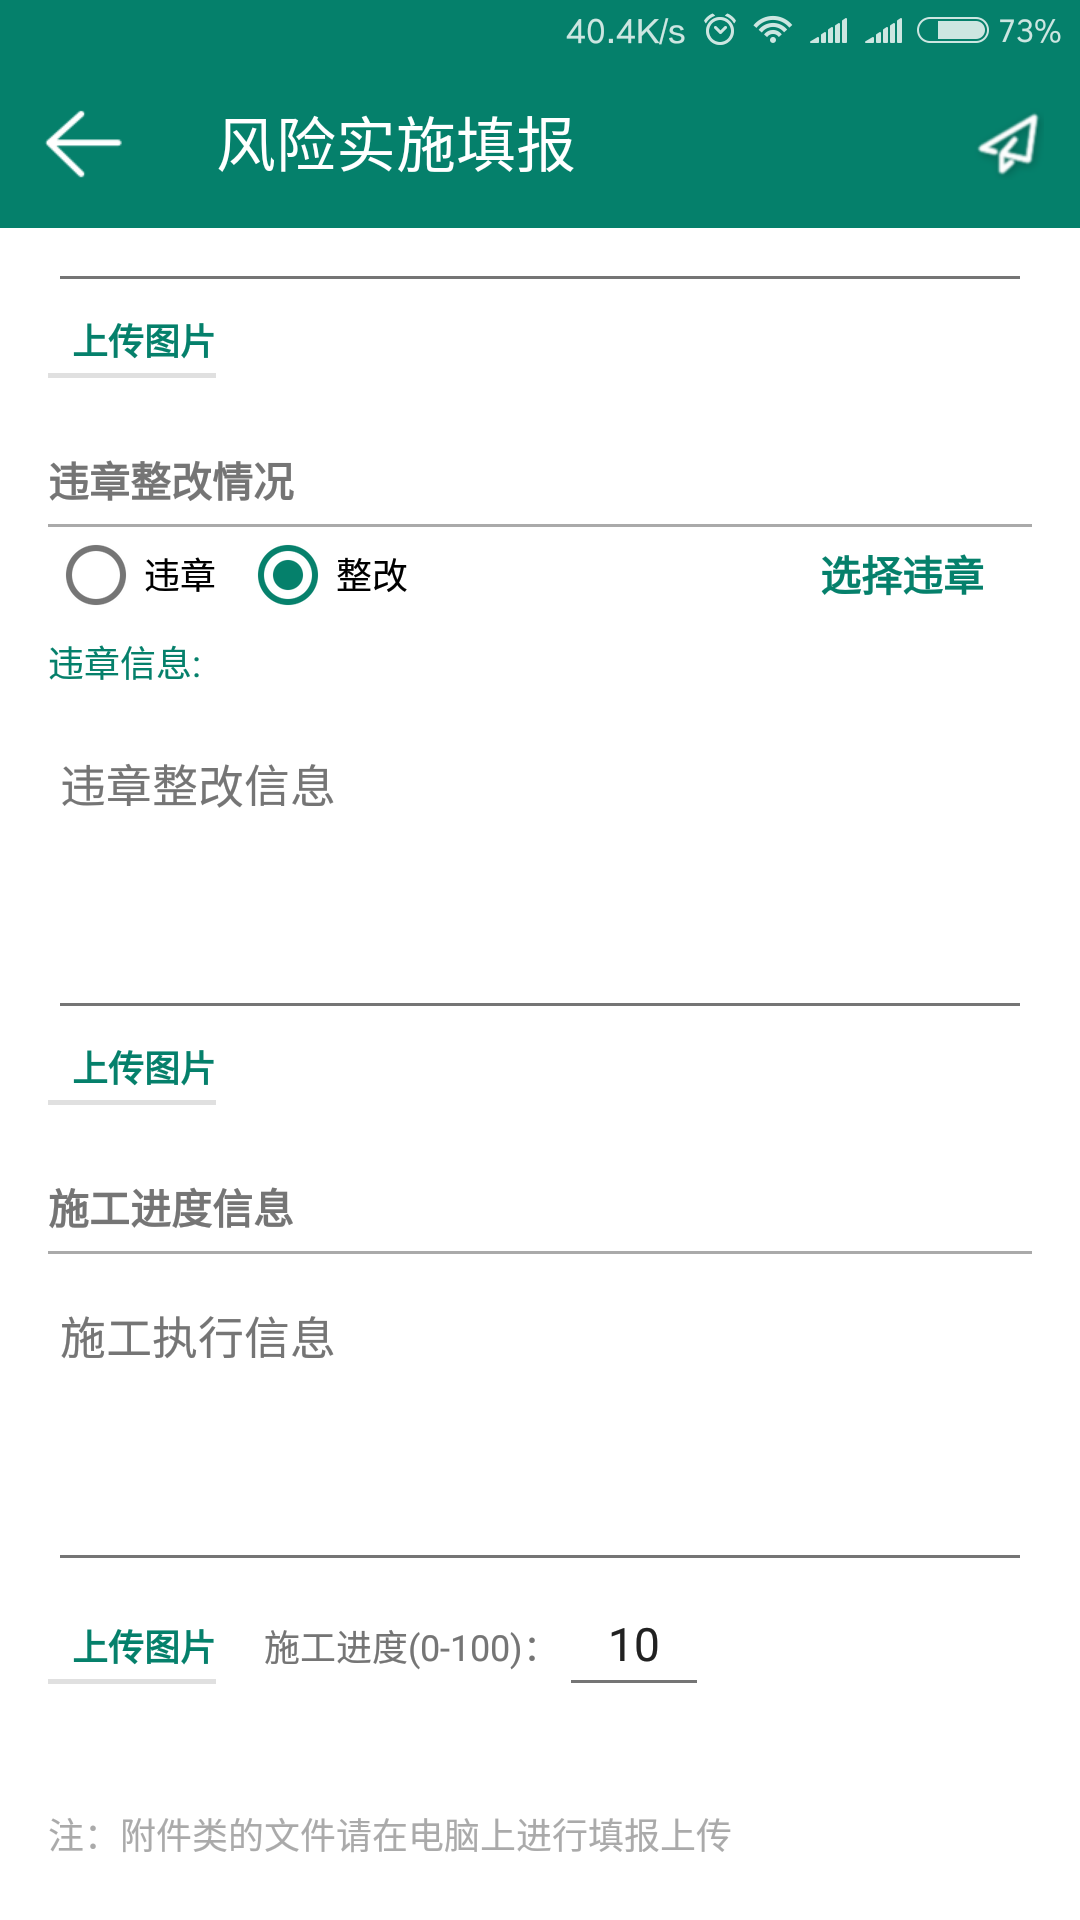 40.4K/s 73%
风险实施填报
上传图片
违章整改情况
违章 整改 选择违章
违章信息:
违章整改信息
上传图片
施工进度信息
施工执行信息
上传图片 施工进度(0-100)： 10
注：附件类的文件请在电脑上进行填报上传